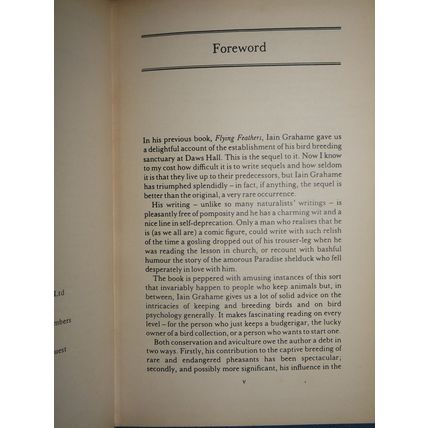 Foreword
In his previous book, Flying Feathers, Iain Grahame gave us
a delightful account of the establishment of his bird breeding
sanctuary at Daws Hall. This is the sequel to it. Now I know
to my cost how difficult it is to write sequels and how seldom
it is that they live up to their predecessors, but Iain Grahame
has triumphed splendidly – in fact, if anything, the sequel is
better than the original, a very rare occurrence.
His writing – unlike so many naturalists' writings – is
pleasantly free of pomposity and he has a charming wit and a
nice line in self-deprecation. Only a man who realises that he
is (as we all are) a comic figure, could write with such relish
of the time a gosling dropped out of his trouser-leg when he
was reading the lesson in church, or recount with bashful
humour the story of the amorous Paradise shelduck who fell
desperately in love with him.
The book is peppered with amusing instances of this sort
that invariably happen to people who keep animals but, in
between, Iain Grahame gives us a lot of solid advice on the
intricacies of keeping and breeding birds and on bird
psychology generally. It makes fascinating reading on every
level – for the person who just keeps a budgerigar, the lucky
owner of a bird collection, or a person who wants to start one.
Both conservation and aviculture owe the author a debt in
two ways. Firstly, his contribution to the captive breeding of
rare and endangered pheasants has been spectacular;
secondly, and possibly more significant, his influence in the
v
Ltd
mbers
uest